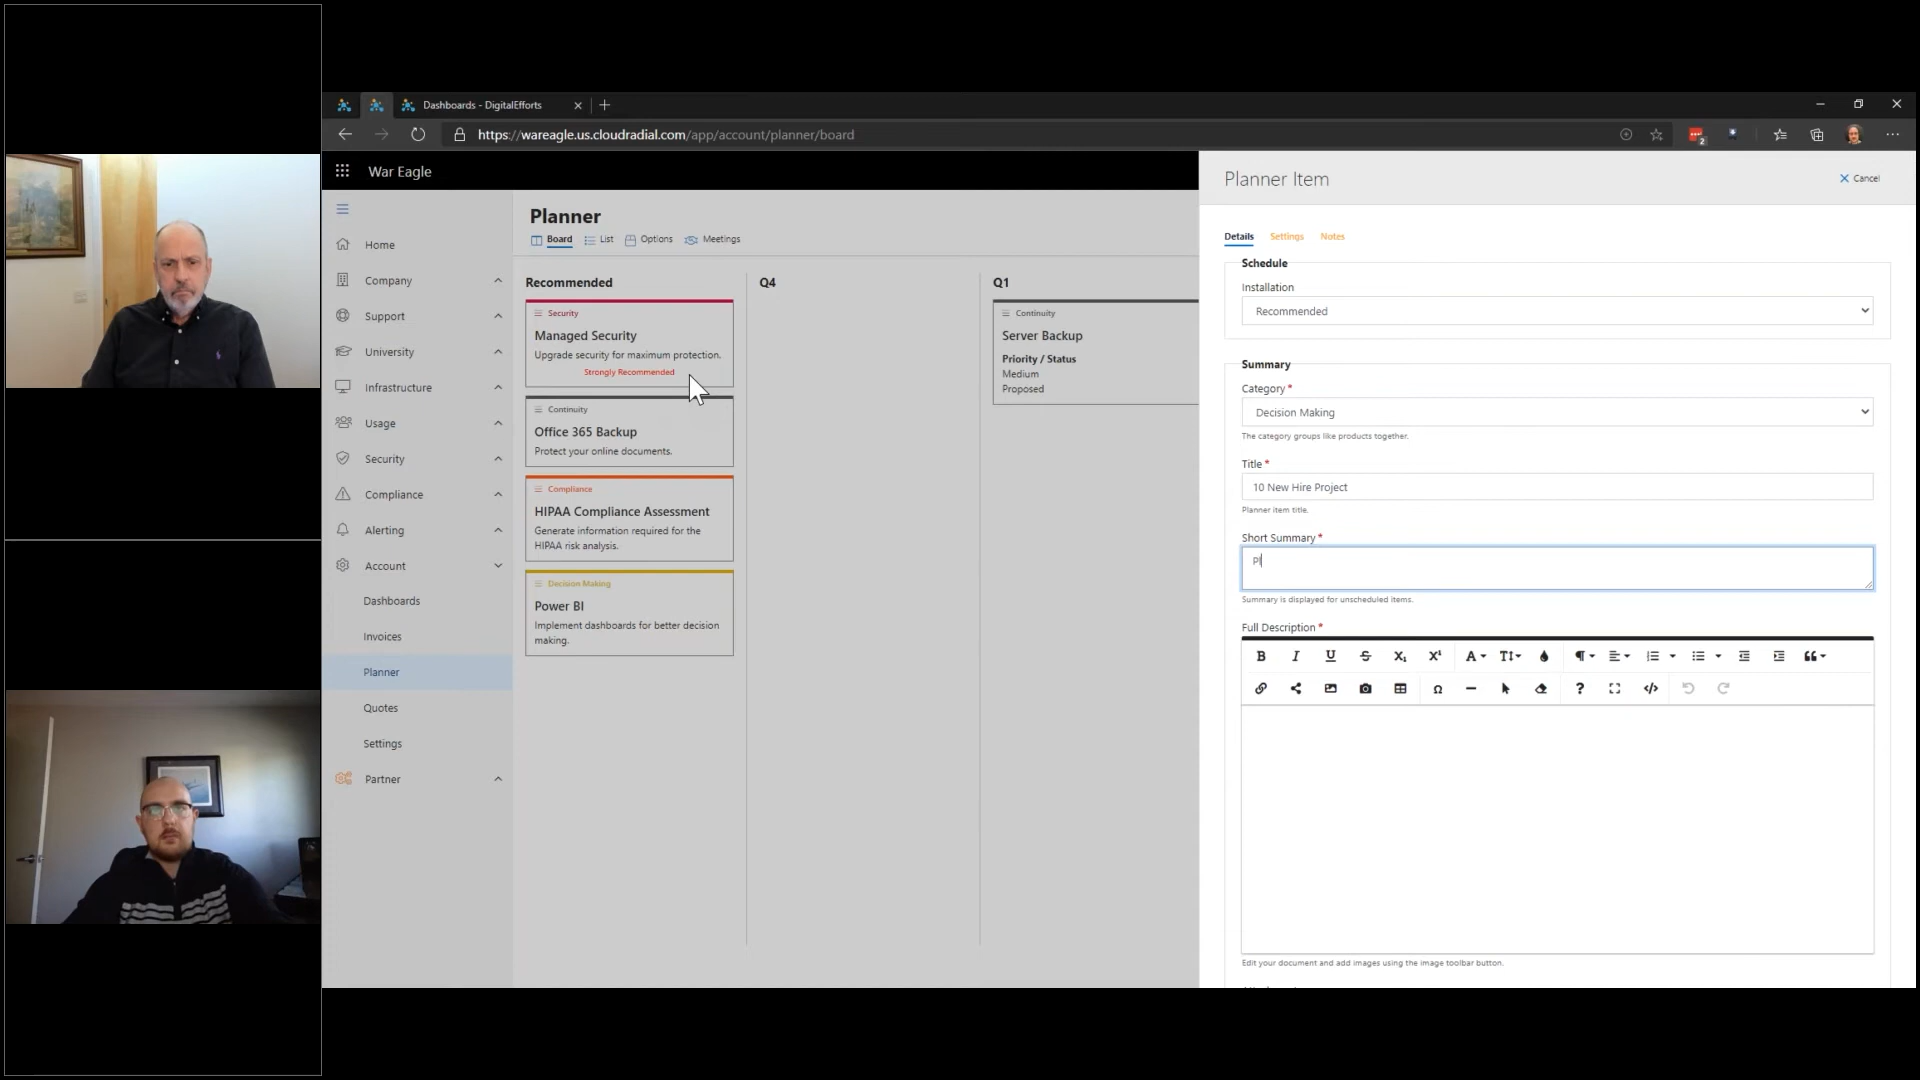 Dashboards - DigitalEfforts
https://wareagle.us.cloudradial.com/app/account/planner/board
2
War Eagle
Home
Company
Support
University
Infrastructure
Usage
Security
Compliance
Alerting
Account
Dashboards
Invoices
Planner
Quotes
Settings
Partner
Planner
Board List Options Meetings
Recommended
Security
Managed Security
Upgrade security for maximum protection.
Strongly Recommended
Continuity
Office 365 Backup
Protect your online documents.
Compliance
HIPAA Compliance Assessment
Generate information required for the
HIPAA risk analysis.
Decision Making
Power BI
Implement dashboards for better decision
making.
Q4
Q1
Continuity
Server Backup
Priority / Status
Medium
Proposed
Planner Item
Cancel
Details Settings Notes
Schedule
Installation
Recommended
Summary
Category *
Decision Making
The category groups like products together.
Title *
10 New Hire Project
Planner item title.
Short Summary *
Pl
Summary is displayed for unscheduled items.
Full Description *
Edit your document and add images using the image toolbar button.